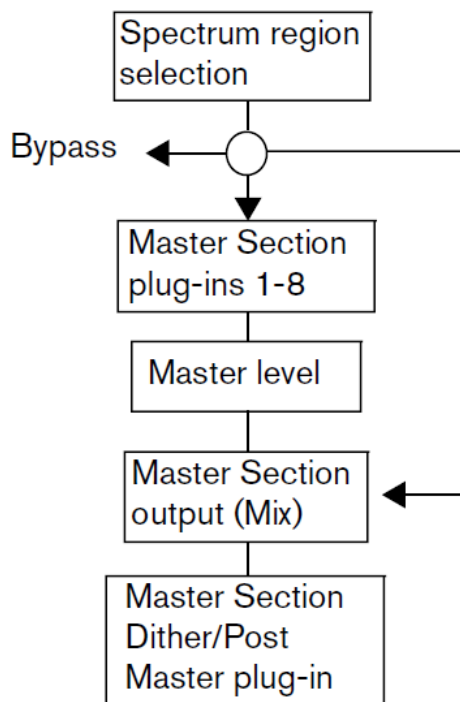 Spectrum region
selection
Bypass
Master Section
plug-ins 1-8
Master level
Master Section
output (Mix)
Master Section
Dither/Post
Master plug-in